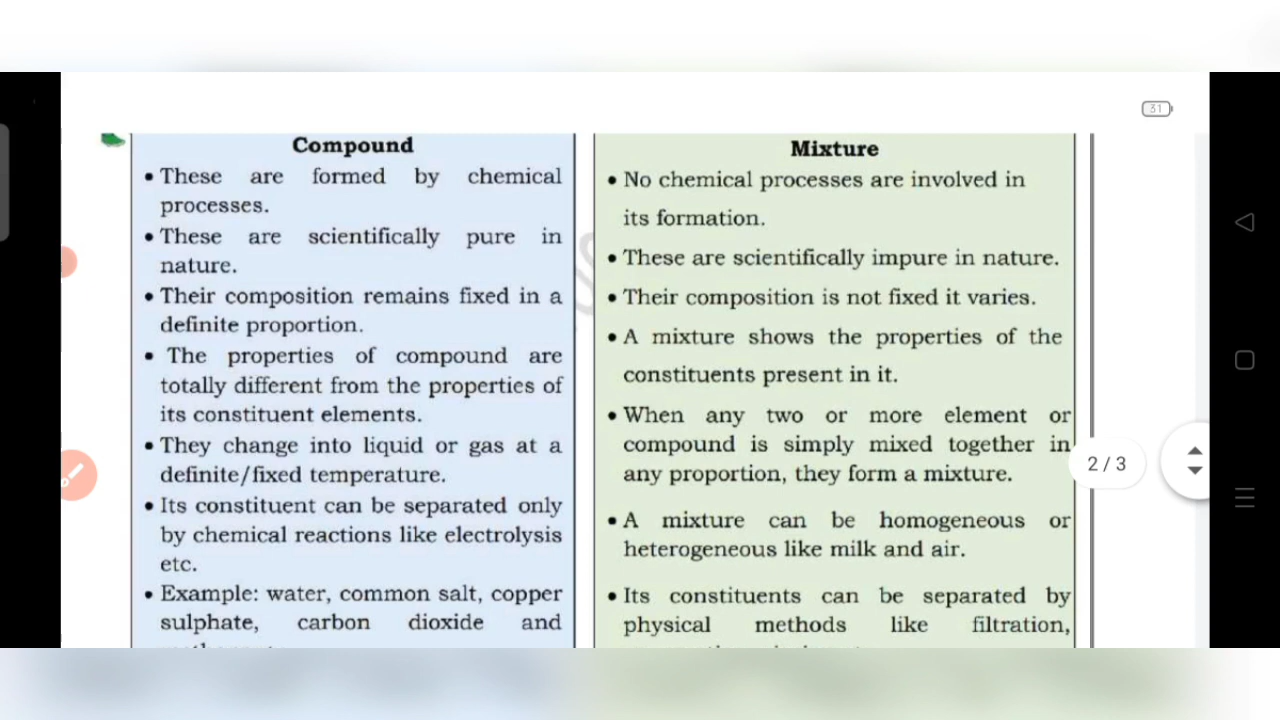 31
Compound
• These are formed by chemical
processes.
• These are scientifically pure in
nature.
• Their composition remains fixed in a
definite proportion.
• The properties of compound are
totally different from the properties of
its constituent elements.
• They change into liquid or gas at a
definite/fixed temperature.
• Its constituent can be separated only
by chemical reactions like electrolysis
etc.
• Example: water, common salt, copper
sulphate, carbon dioxide and
Mixture
• No chemical processes are involved in
its formation.
• These are scientifically impure in nature.
• Their composition is not fixed it varies.
• A mixture shows the properties of the
constituents present in it.
• When any two or more element or
compound is simply mixed together in
any proportion, they form a mixture.
• A mixture can be homogeneous or
heterogeneous like milk and air.
• Its constituents can be separated by
physical methods like filtration,
2 / 3